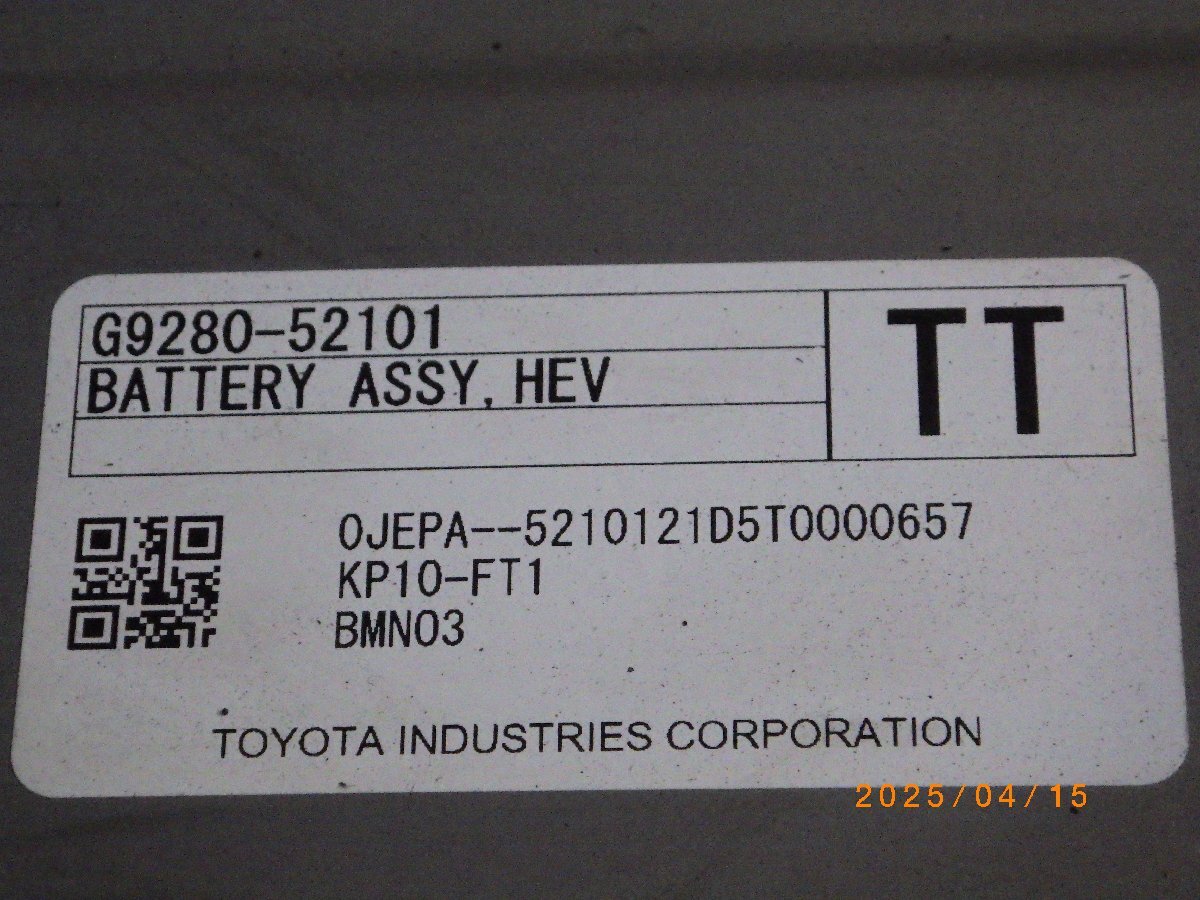 G9280-52101
BATTERY ASSY, HEV
TT
0JEPA--5210121D5T0000657
KP10-FT1
BMN03
TOYOTA INDUSTRIES CORPORATION
2025/04/15